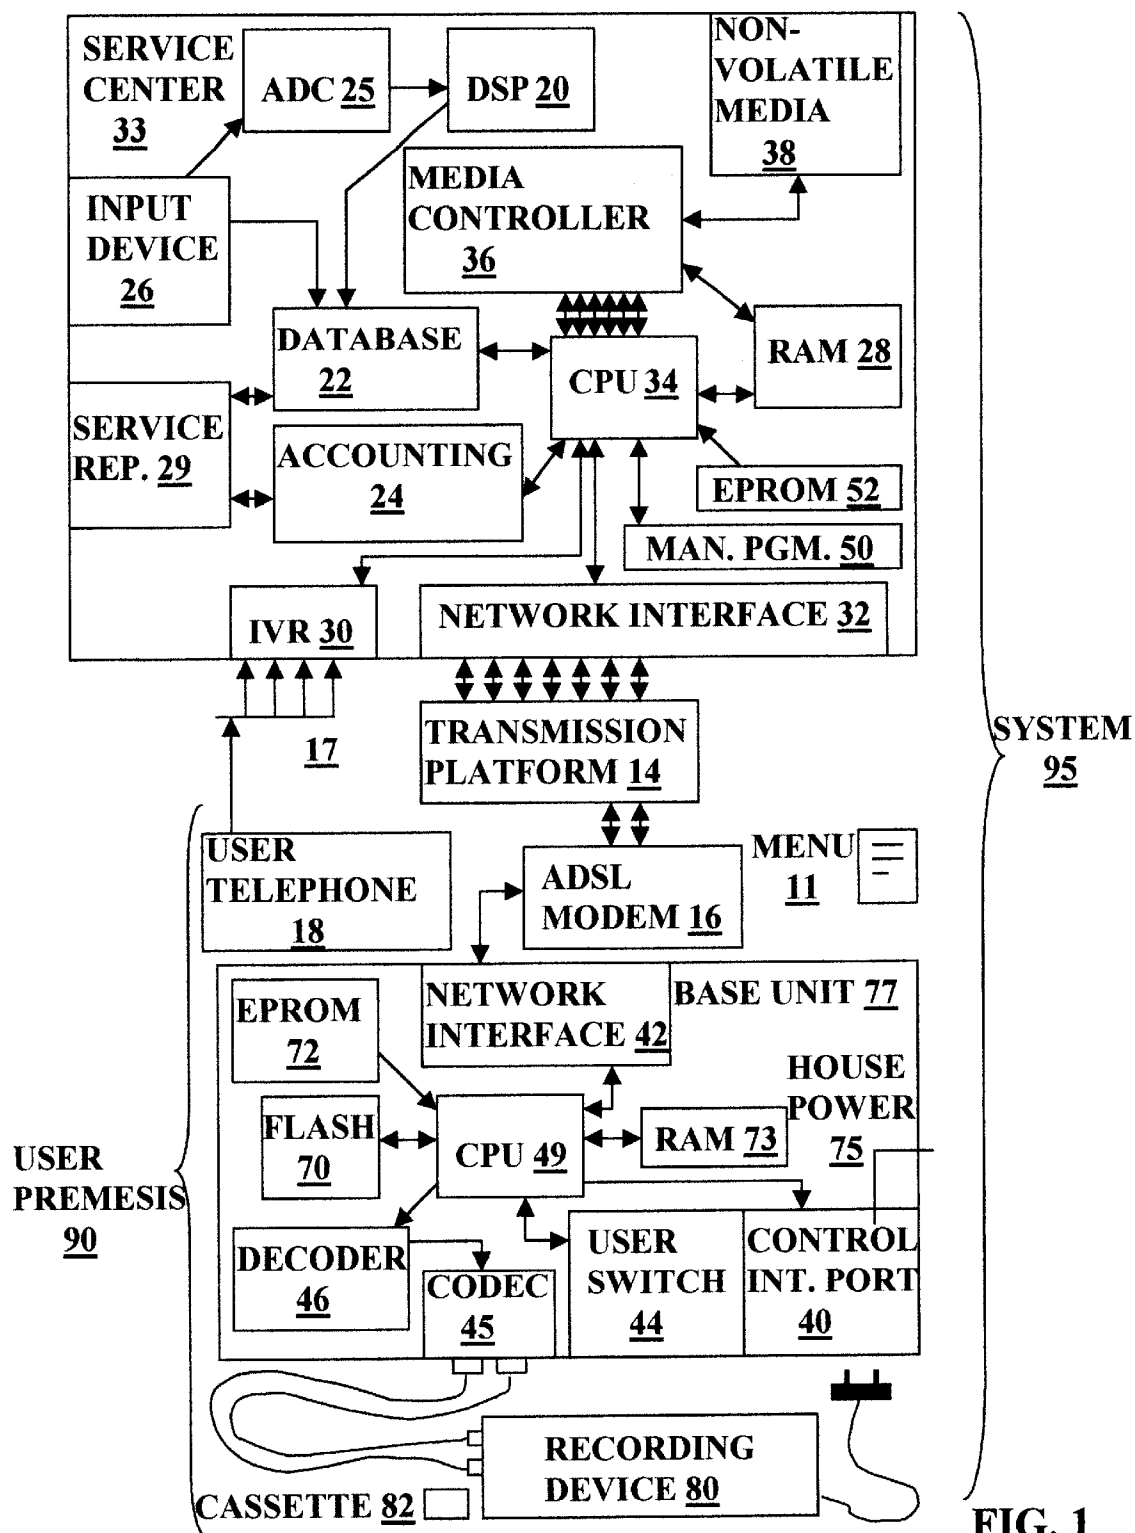 SERVICE
CENTER
33
ADC 25
DSP 20
NON-
VOLATILE
MEDIA
38
MEDIA
CONTROLLER
36
INPUT
DEVICE
26
DATABASE
22
CPU 34
RAM 28
SERVICE
REP. 29
ACCOUNTING
24
EPROM 52
MAN. PGM. 50
IVR 30
NETWORK INTERFACE 32
17
TRANSMISSION
PLATFORM 14
SYSTEM
95
USER
TELEPHONE
18
ADSL
MODEM 16
MENU
11
EPROM
72
NETWORK
INTERFACE 42
BASE UNIT 77
HOUSE
POWER
75
FLASH
70
CPU 49
RAM 73
USER
PREMESIS
90
DECODER
46
CODEC
45
USER
SWITCH
44
CONTROL
INT. PORT
40
RECORDING
DEVICE 80
CASSETTE 82
FIG. 1